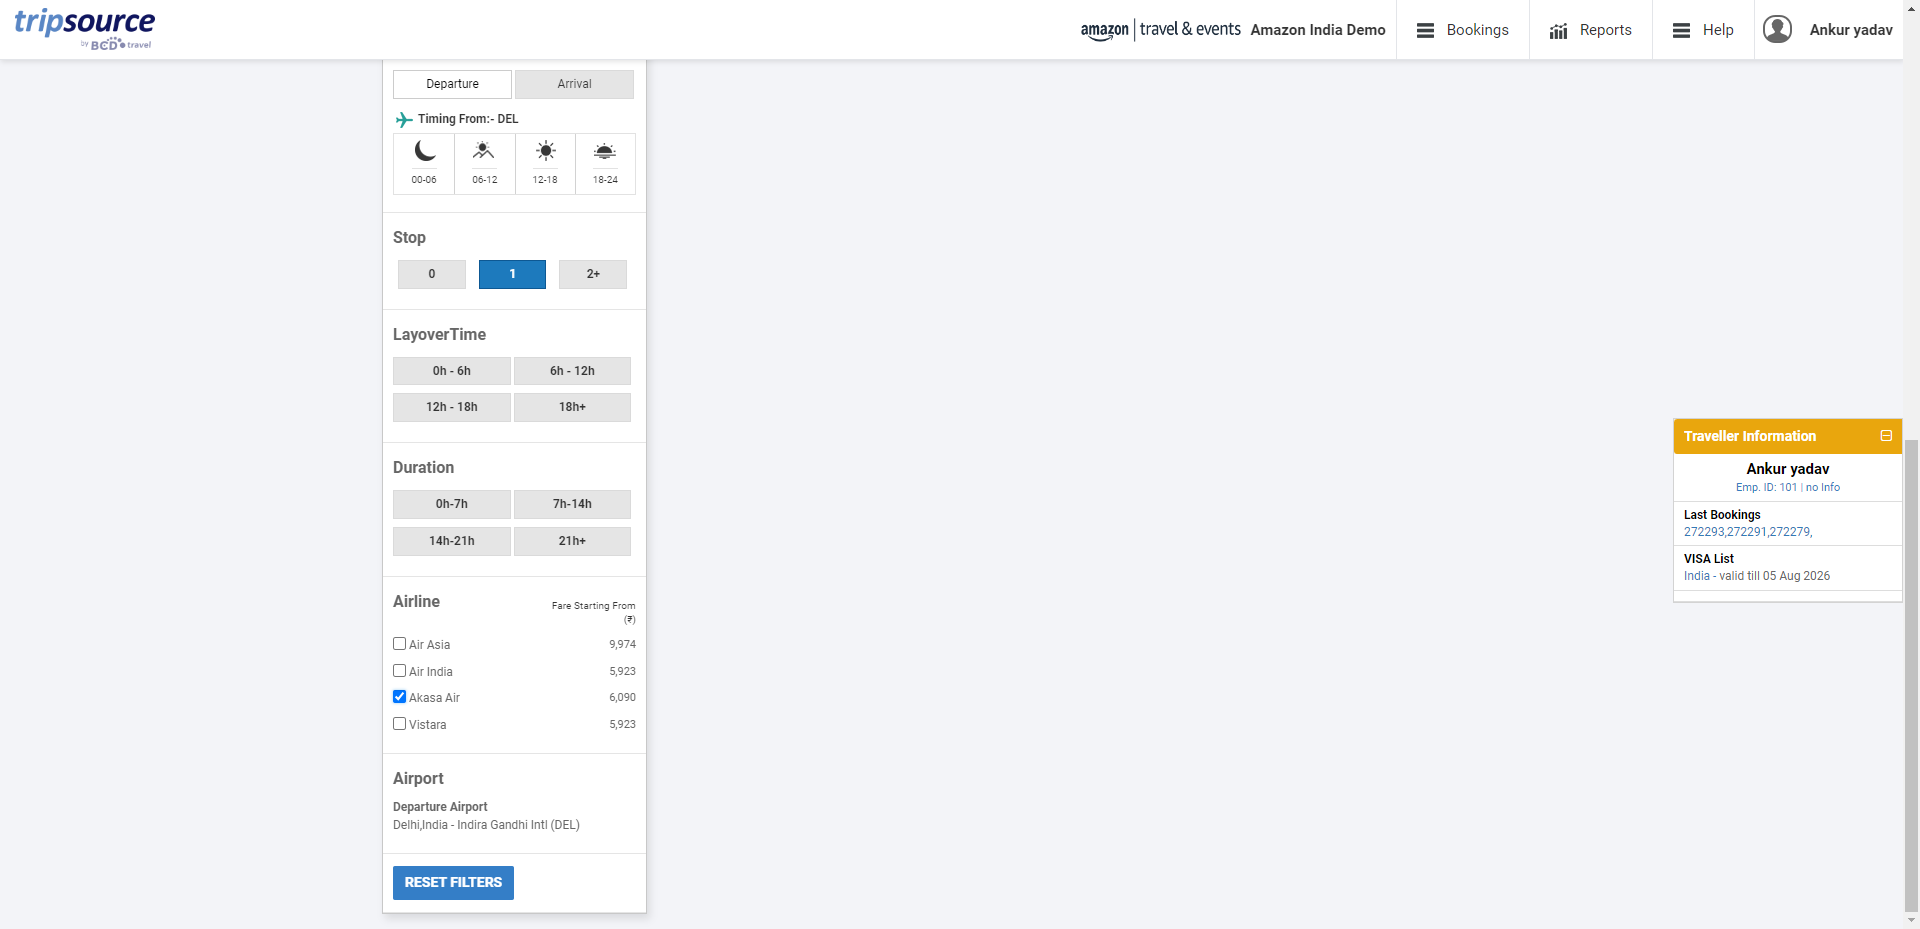 tripsource
by BCD travel
amazon travel & events Amazon India Demo
Bookings
Reports
Help
Ankur yadav
Departure
Arrival
Timing From:- DEL
00-06
06-12
12-18
18-24
Stop
0
1
2+
LayoverTime
0h - 6h
6h - 12h
12h - 18h
18h+
Duration
0h-7h
7h-14h
14h-21h
21h+
Airline
Fare Starting From
(₹)
Air Asia 9,974
Air India 5,923
Akasa Air 6,090
Vistara 5,923
Airport
Departure Airport
Delhi,India - Indira Gandhi Intl (DEL)
RESET FILTERS
Traveller Information
Ankur yadav
Emp. ID: 101 | no Info
Last Bookings
272293,272291,272279,
VISA List
India - valid till 05 Aug 2026